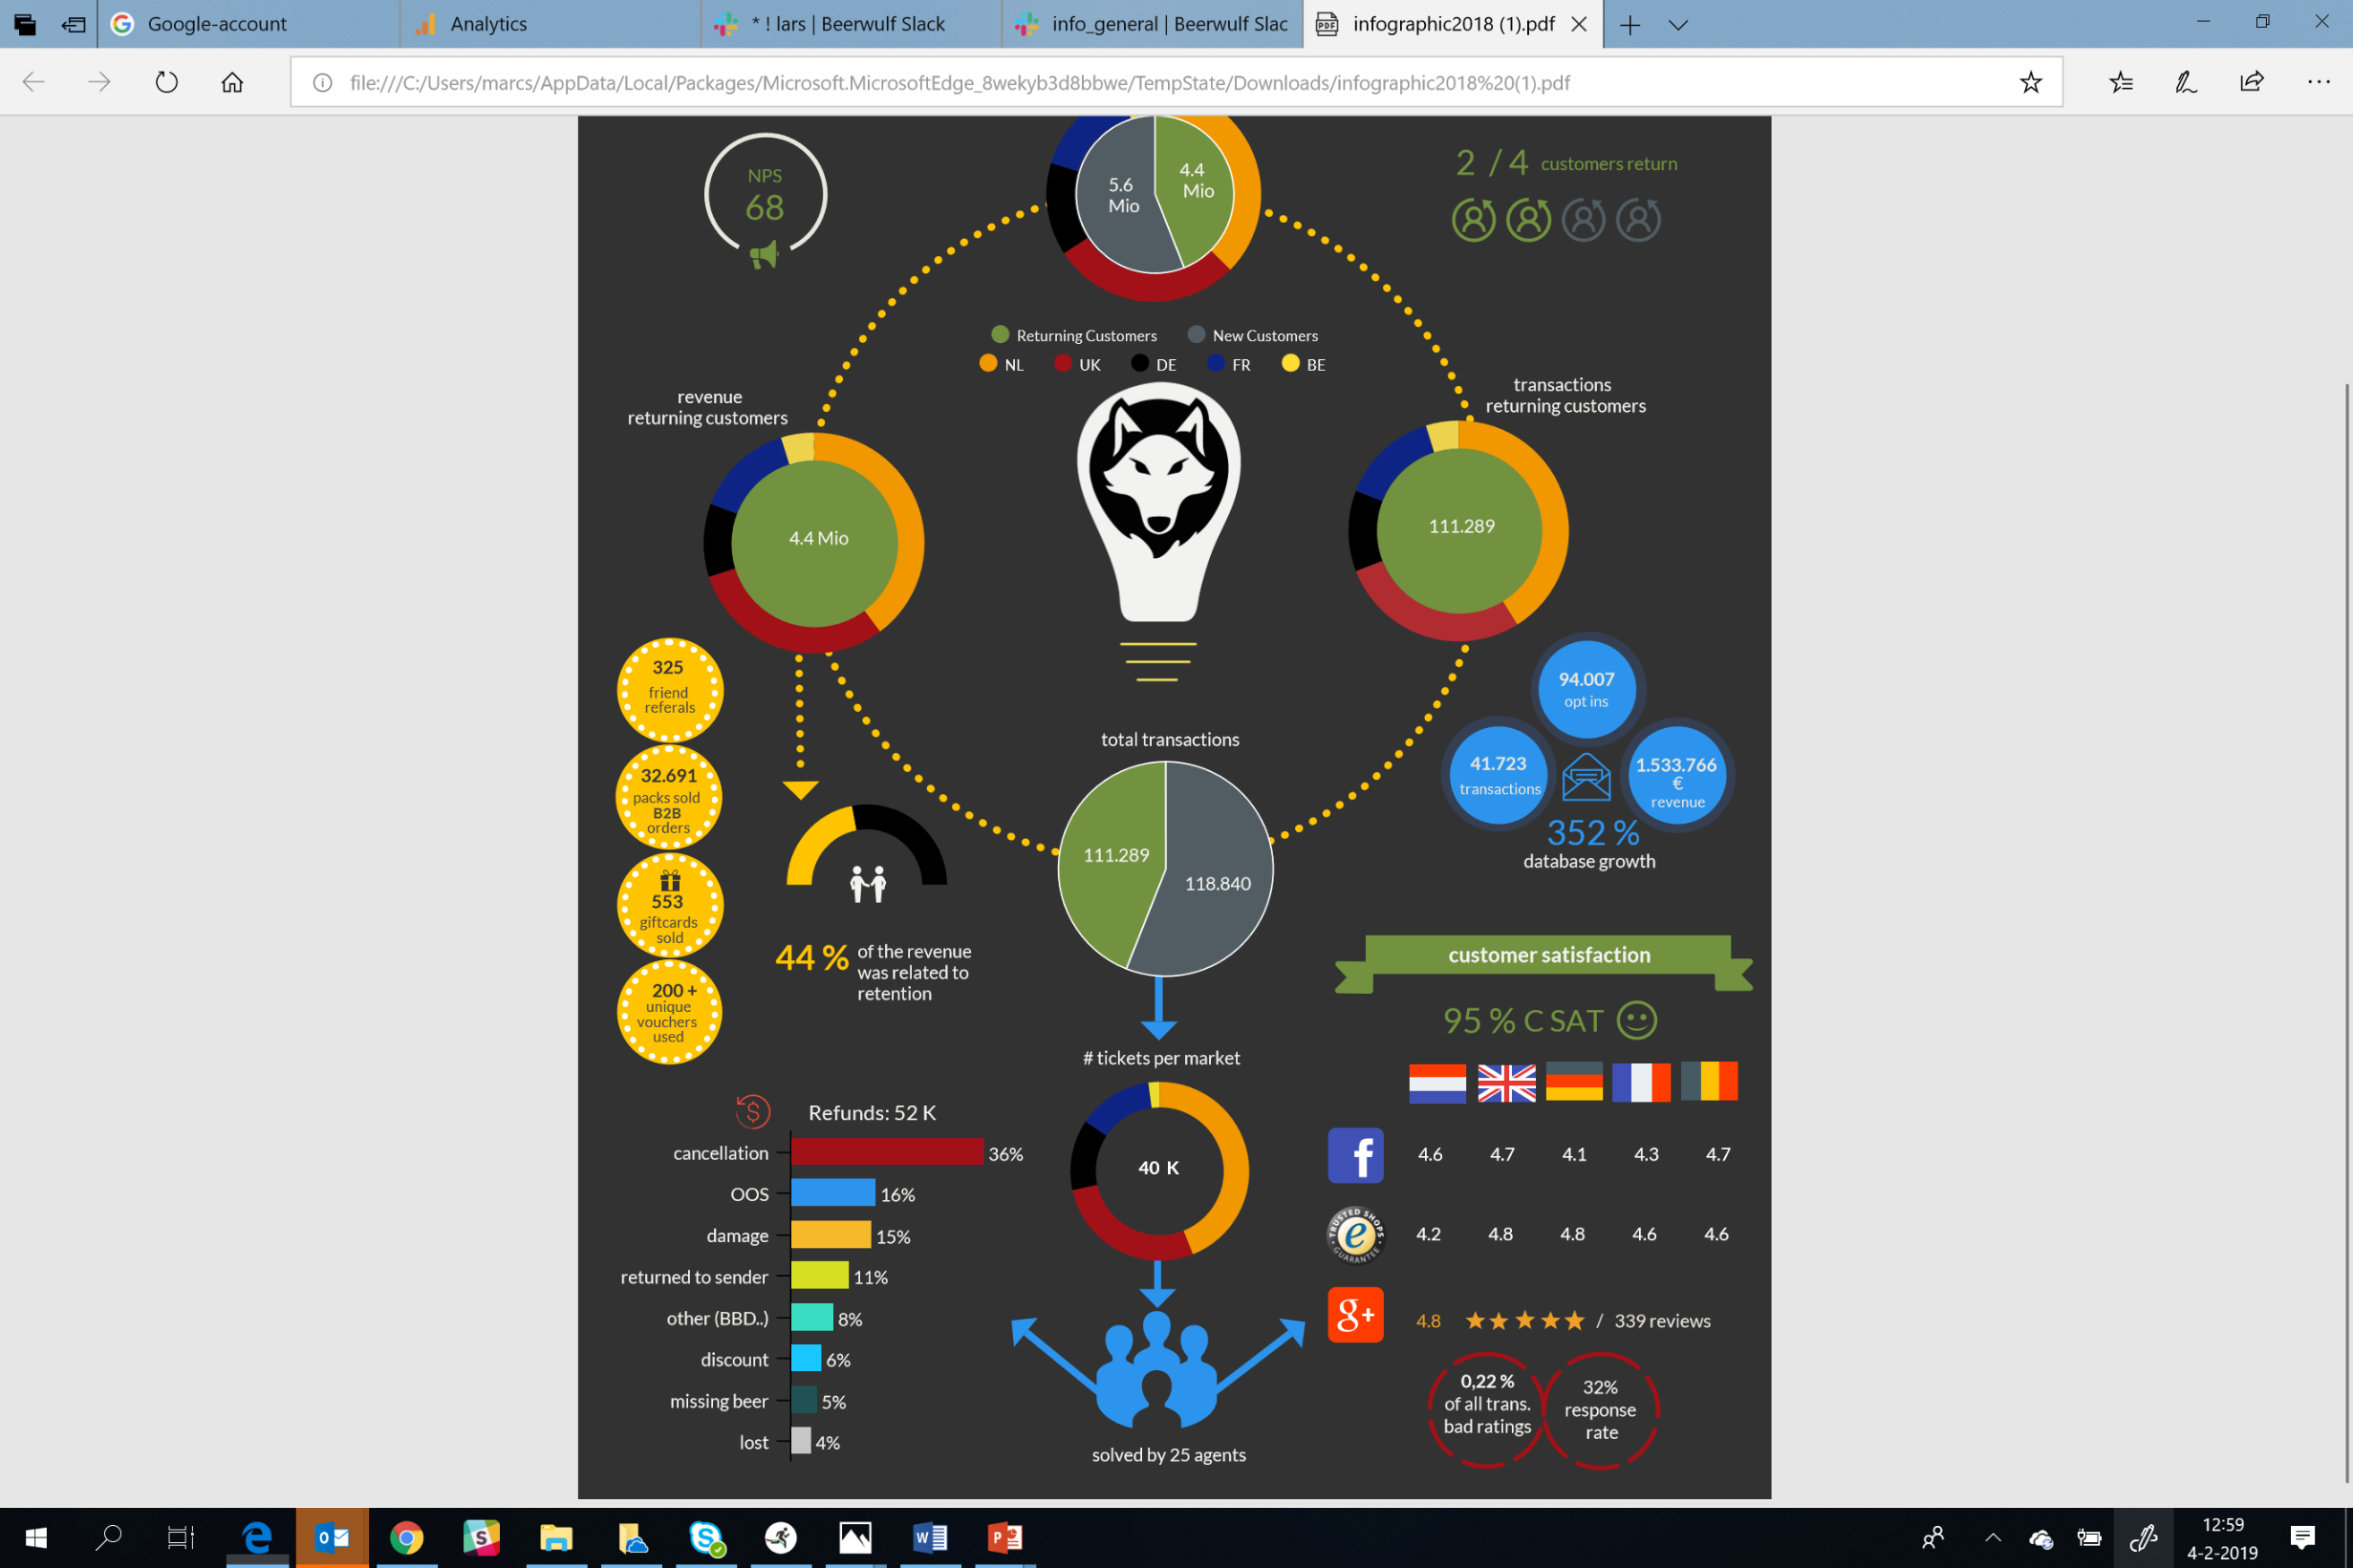 Google-account
Analytics
* ! lars | Beerwulf Slack
info_general | Beerwulf Slac
PDF
infographic2018 (1).pdf
file:///C:/Users/marcs/AppData/Local/Packages/Microsoft.MicrosoftEdge_8wekyb3d8bbwe/TempState/Downloads/infographic2018%20(1).pdf
NPS
68
5.6
Mio
4.4
Mio
2 / 4 customers return
Returning Customers
New Customers
NL
UK
DE
FR
BE
revenue
returning customers
4.4 Mio
transactions
returning customers
111.289
325
friend
referals
32.691
packs sold
B2B
orders
553
giftcards
sold
200 +
unique
vouchers
used
44 %
of the revenue
was related to
retention
total transactions
111.289
118.840
94.007
opt ins
41.723
transactions
1.533.766
€
revenue
352 %
database growth
customer satisfaction
95 % C SAT
# tickets per market
40 K
solved by 25 agents
$
Refunds: 52 K
cancellation 36%
OOS 16%
damage 15%
returned to sender 11%
other (BBD..) 8%
discount 6%
missing beer 5%
lost 4%
f 4.6 4.7 4.1 4.3 4.7
TRUSTED SHOPS
e
GUARANTEE
4.2 4.8 4.8 4.6 4.6
g+ 4.8 / 339 reviews
0,22 %
of all trans.
bad ratings
32%
response
rate
12:59
4-2-2019